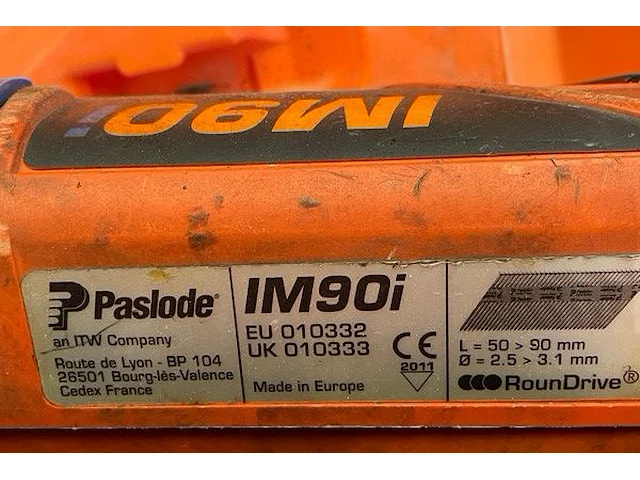 IM90i
Paslode®
an ITW Company
Route de Lyon - BP 104
26501 Bourg-lès-Valence
Cedex France
IM90i
EU 010332
UK 010333
Made in Europe
CE
2011
L = 50 > 90 mm
Ø = 2.5 > 3.1 mm
RounDrive®